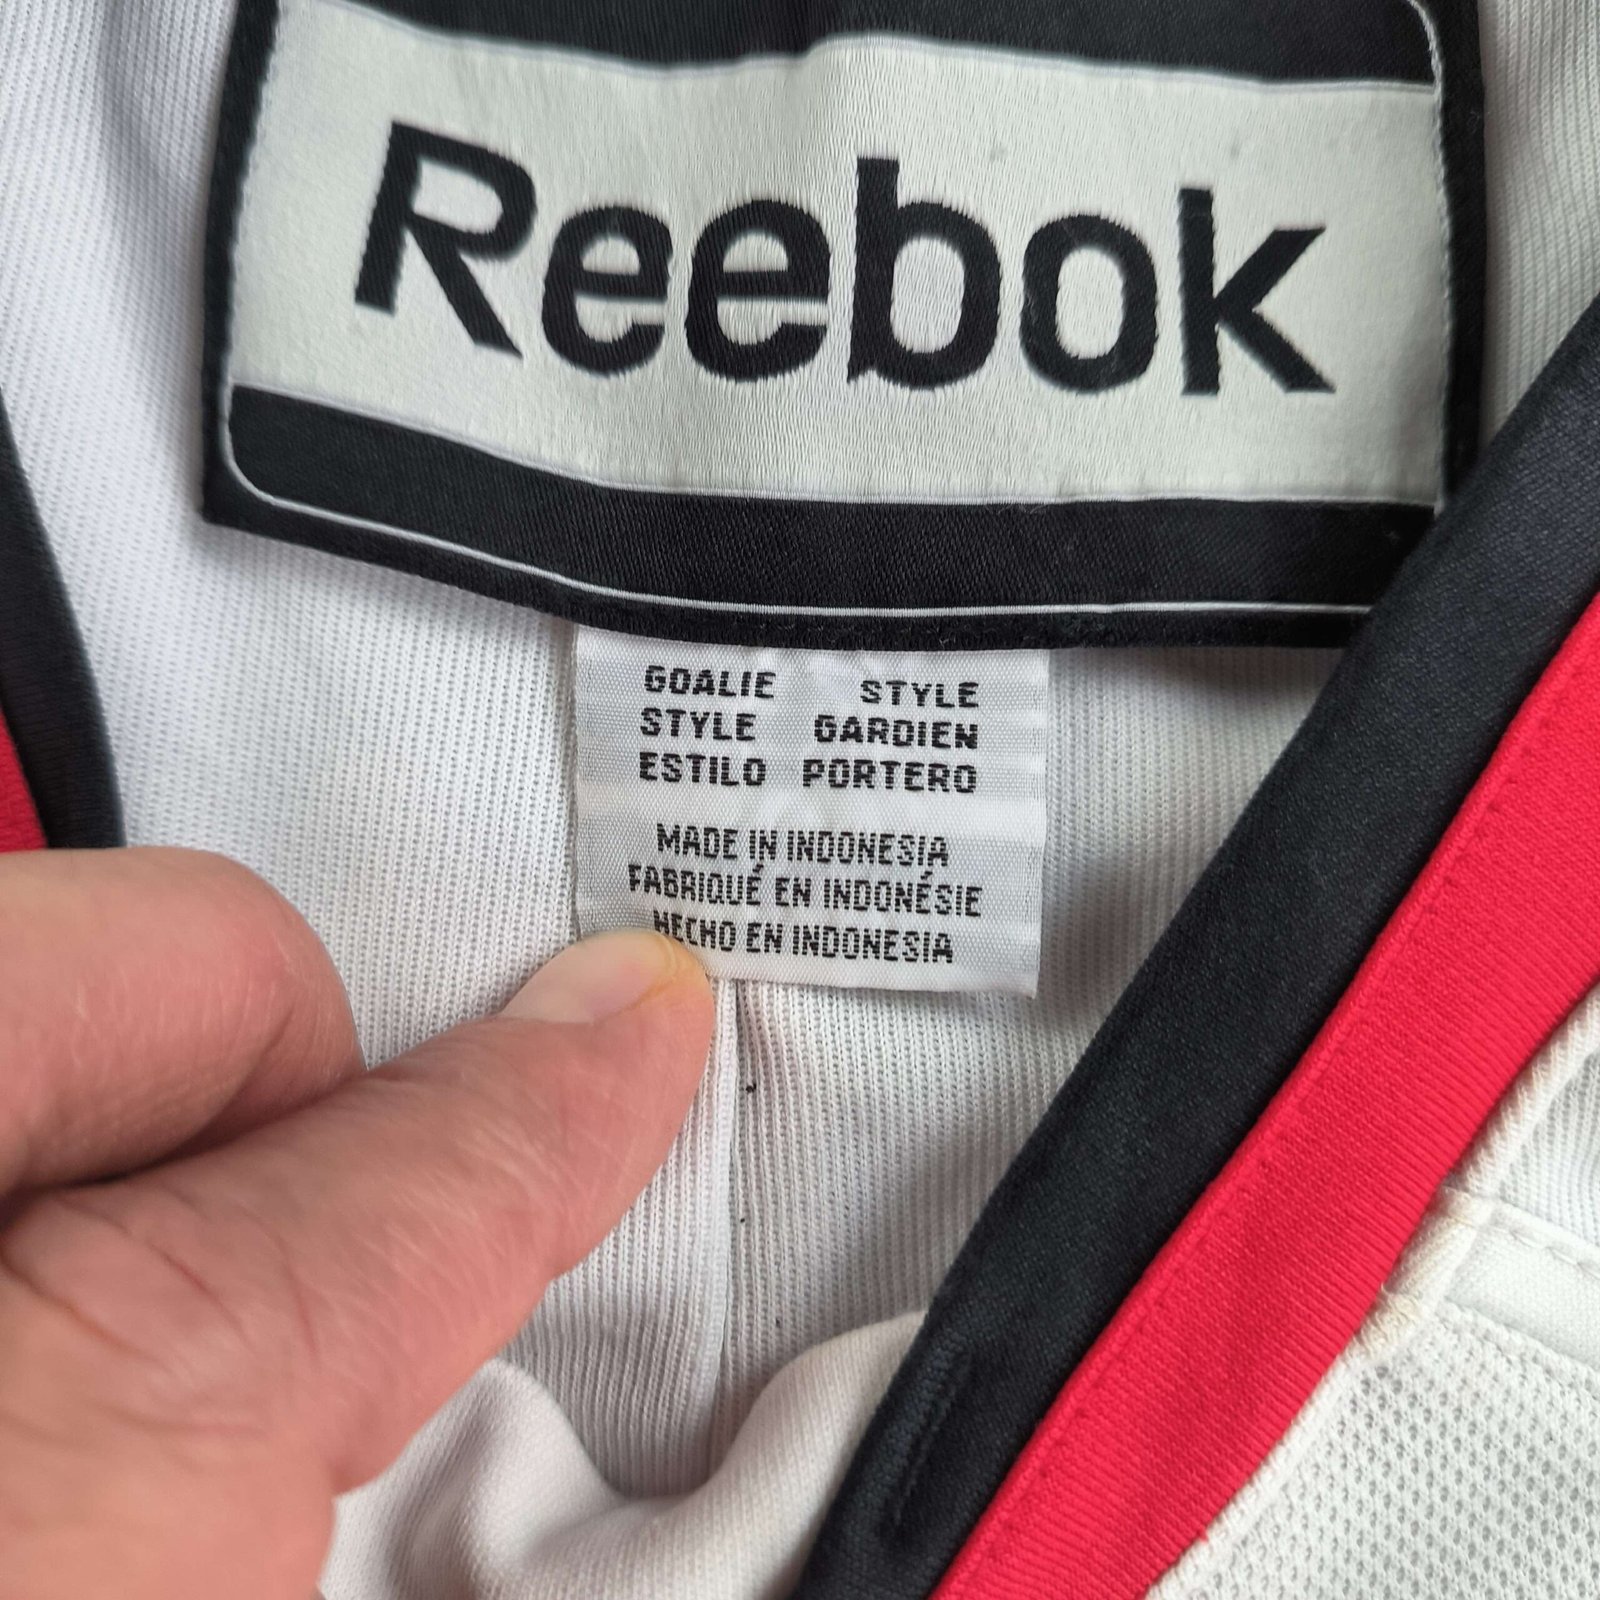 Reebok
GOALIE STYLE
STYLE GARDIEN
ESTILO PORTERO
MADE IN INDONESIA
FABRIQUÉ EN INDONÉSIE
HECHO EN INDONESIA